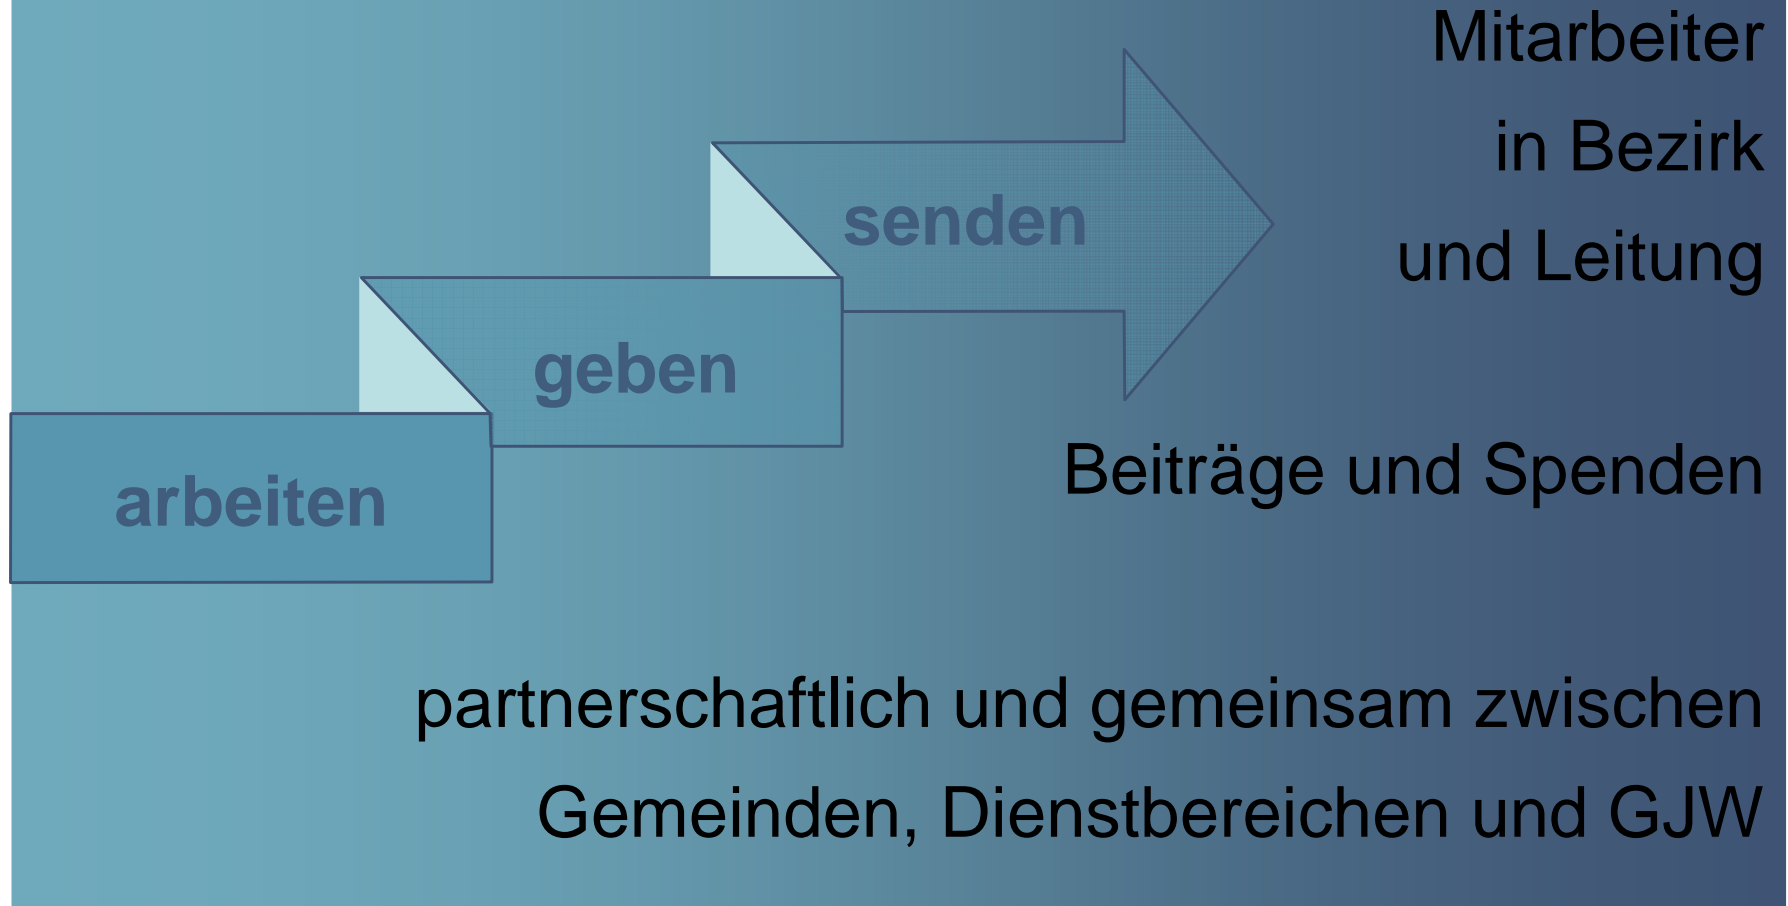 Mitarbeiter
in Bezirk
und Leitung
senden
geben
Beiträge und Spenden
arbeiten
partnerschaftlich und gemeinsam zwischen
Gemeinden, Dienstbereichen und GJW